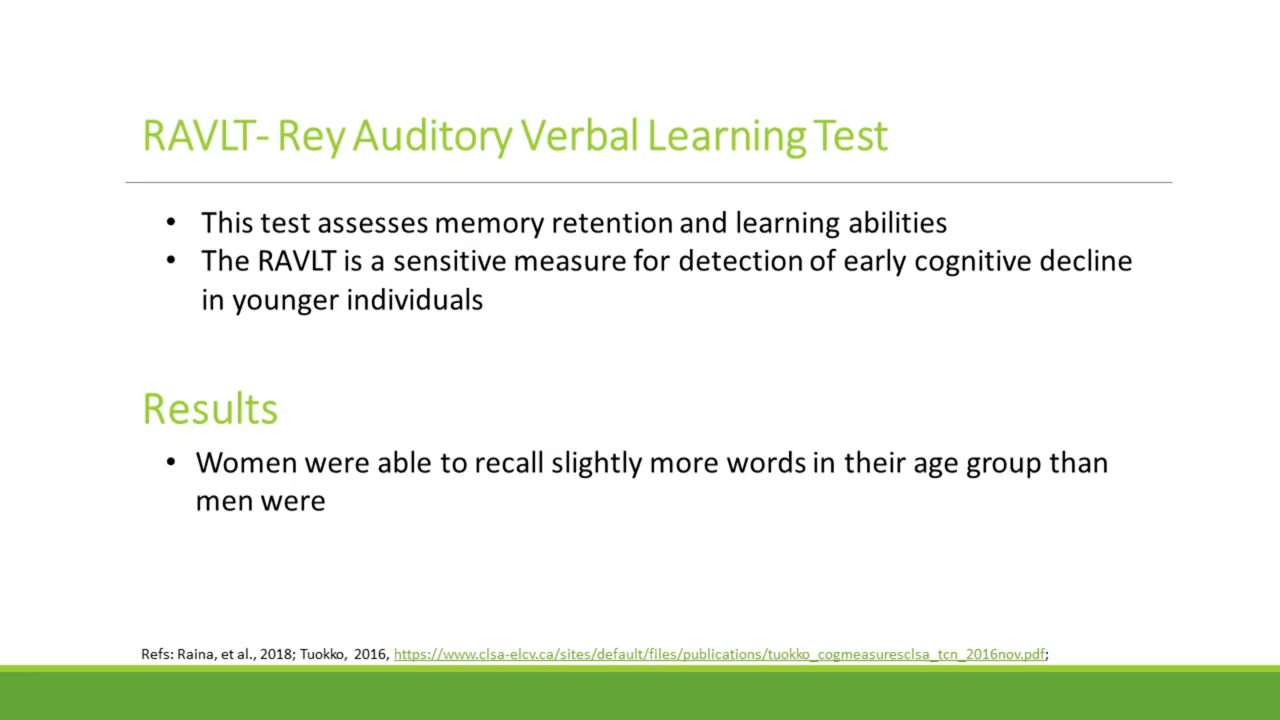 RAVLT- Rey Auditory Verbal Learning Test
• This test assesses memory retention and learning abilities
• The RAVLT is a sensitive measure for detection of early cognitive decline
in younger individuals
Results
• Women were able to recall slightly more words in their age group than
men were
Refs: Raina, et al., 2018; Tuokko, 2016, https://www.clsa-elcv.ca/sites/default/files/publications/tuokko_cogmeasuresclsa_tcn_2016nov.pdf;